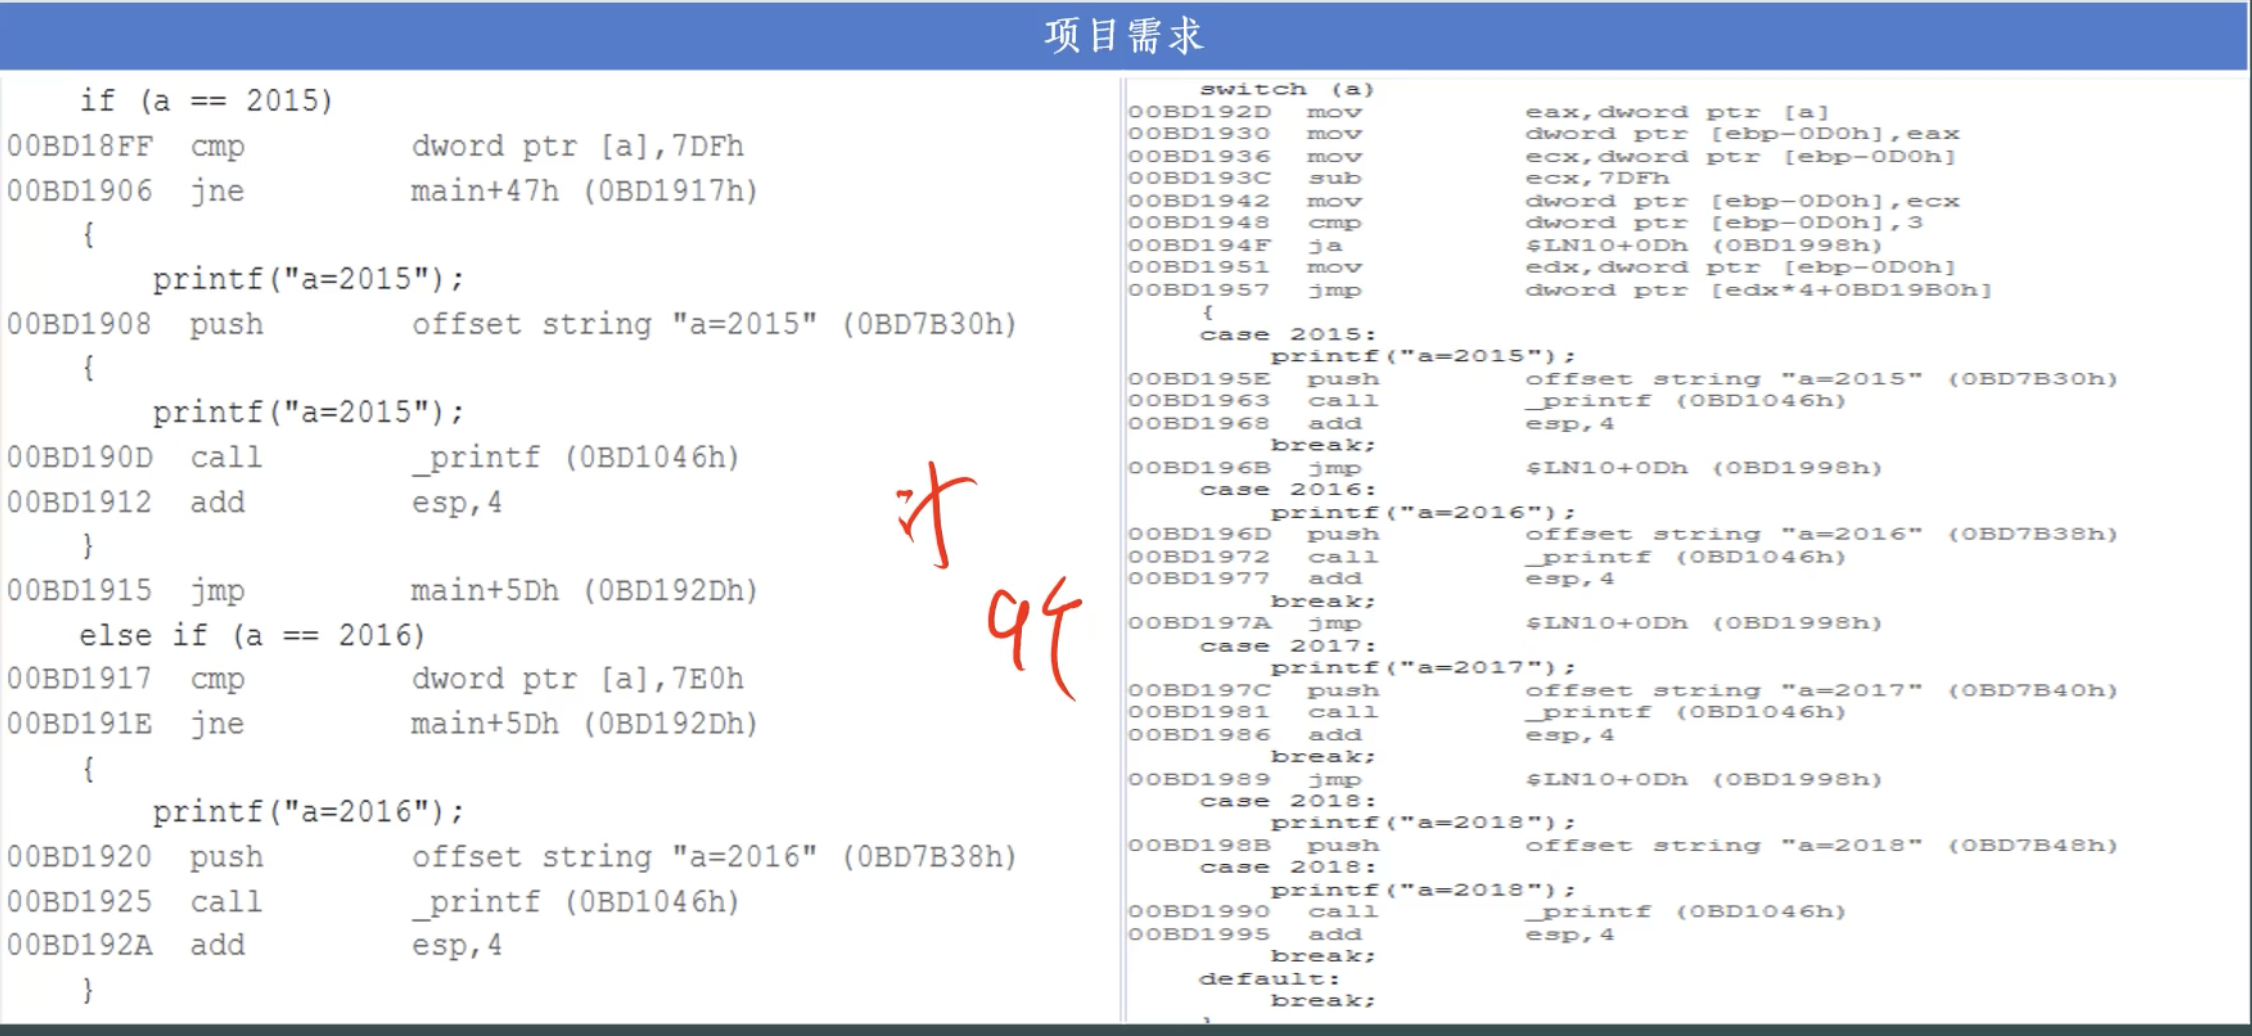 项目需求
if (a == 2015)
00BD18FF cmp dword ptr [a],7DFh
00BD1906 jne main+47h (0BD1917h)
{
printf("a=2015");
00BD1908 push offset string "a=2015" (0BD7B30h)
{
printf("a=2015");
00BD190D call _printf (0BD1046h)
00BD1912 add esp,4
}
00BD1915 jmp main+5Dh (0BD192Dh)
else if (a == 2016)
00BD1917 cmp dword ptr [a],7E0h
00BD191E jne main+5Dh (0BD192Dh)
{
printf("a=2016");
00BD1920 push offset string "a=2016" (0BD7B38h)
00BD1925 call _printf (0BD1046h)
00BD192A add esp,4
}
switch (a)
00BD192D mov eax,dword ptr [a]
00BD1930 mov dword ptr [ebp-0D0h],eax
00BD1936 mov ecx,dword ptr [ebp-0D0h]
00BD193C sub ecx,7DFh
00BD1942 mov dword ptr [ebp-0D0h],ecx
00BD1948 cmp dword ptr [ebp-0D0h],3
00BD194F ja $LN10+0Dh (0BD1998h)
00BD1951 mov edx,dword ptr [ebp-0D0h]
00BD1957 jmp dword ptr [edx*4+0BD19B0h]
{
case 2015:
printf("a=2015");
00BD195E push offset string "a=2015" (0BD7B30h)
00BD1963 call _printf (0BD1046h)
00BD1968 add esp,4
break;
00BD196B jmp $LN10+0Dh (0BD1998h)
case 2016:
printf("a=2016");
00BD196D push offset string "a=2016" (0BD7B38h)
00BD1972 call _printf (0BD1046h)
00BD1977 add esp,4
break;
00BD197A jmp $LN10+0Dh (0BD1998h)
case 2017:
printf("a=2017");
00BD197C push offset string "a=2017" (0BD7B40h)
00BD1981 call _printf (0BD1046h)
00BD1986 add esp,4
break;
00BD1989 jmp $LN10+0Dh (0BD1998h)
case 2018:
printf("a=2018");
00BD198B push offset string "a=2018" (0BD7B48h)
case 2018:
printf("a=2018");
00BD1990 call _printf (0BD1046h)
00BD1995 add esp,4
break;
default:
break;